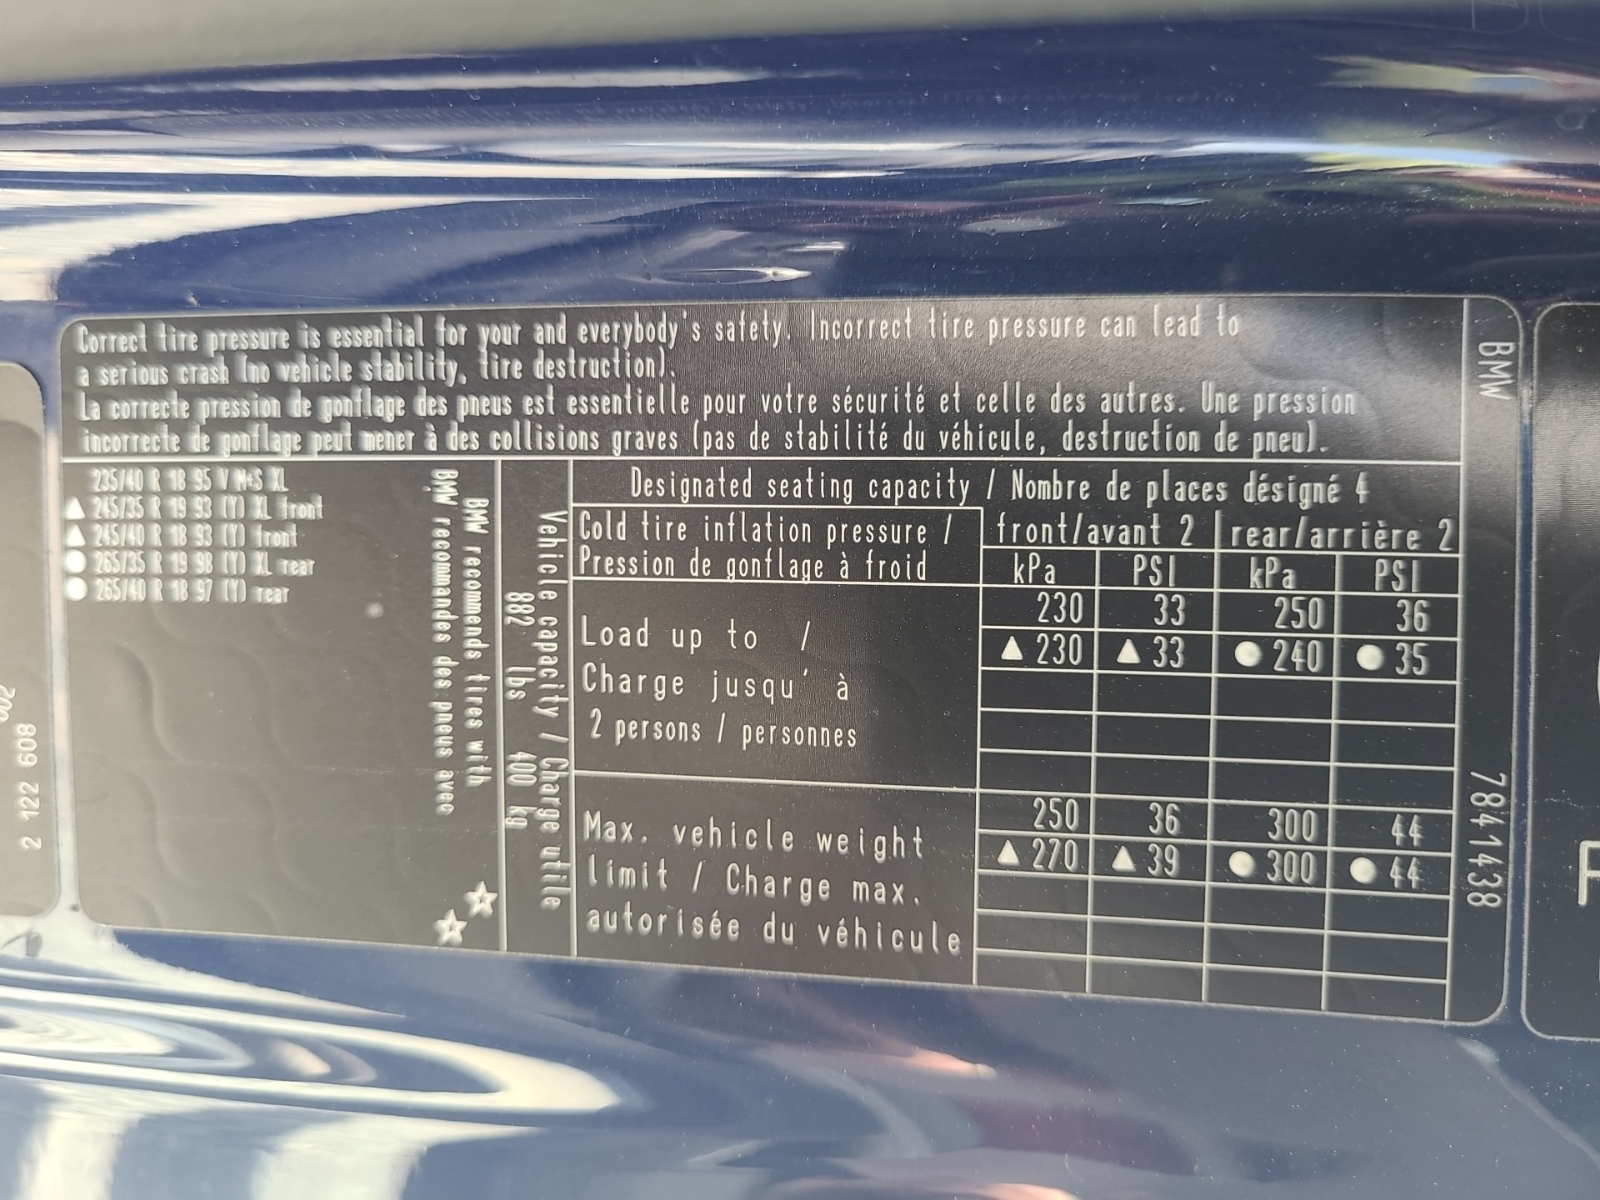 Correct tire pressure is essential for your and everybody's safety. Incorrect tire pressure can lead to
a serious crash (no vehicle stability, tire destruction).
La correcte pression de gonflage des pneus est essentielle pour votre sécurité et celle des autres. Une pression
incorrecte de gonflage peut mener à des collisions graves (pas de stabilité du véhicule, destruction de pneu).
BMW
7841438
235/40 R 18 95 V M+S XL
▲ 245/35 R 19 93 (Y) XL front
▲ 245/40 R 18 93 (Y) front
● 265/35 R 19 98 (Y) XL rear
● 265/40 R 18 97 (Y) rear
BMW recommends tires with ☆
BMW recommandes des pneus avec ☆
Vehicle capacity / Charge utile
882 lbs 400 kg
Designated seating capacity / Nombre de places désigné 4
Cold tire inflation pressure /
Pression de gonflage à froid
front/avant 2 rear/arrière 2
kPa PSI kPa PSI
Load up to /
Charge jusqu' à
2 persons / personnes
230 33 250 36
▲ 230 ▲ 33 ● 240 ● 35
Max. vehicle weight
limit / Charge max.
autorisée du véhicule
250 36 300 44
▲ 270 ▲ 39 ● 300 ● 44
2 122 608